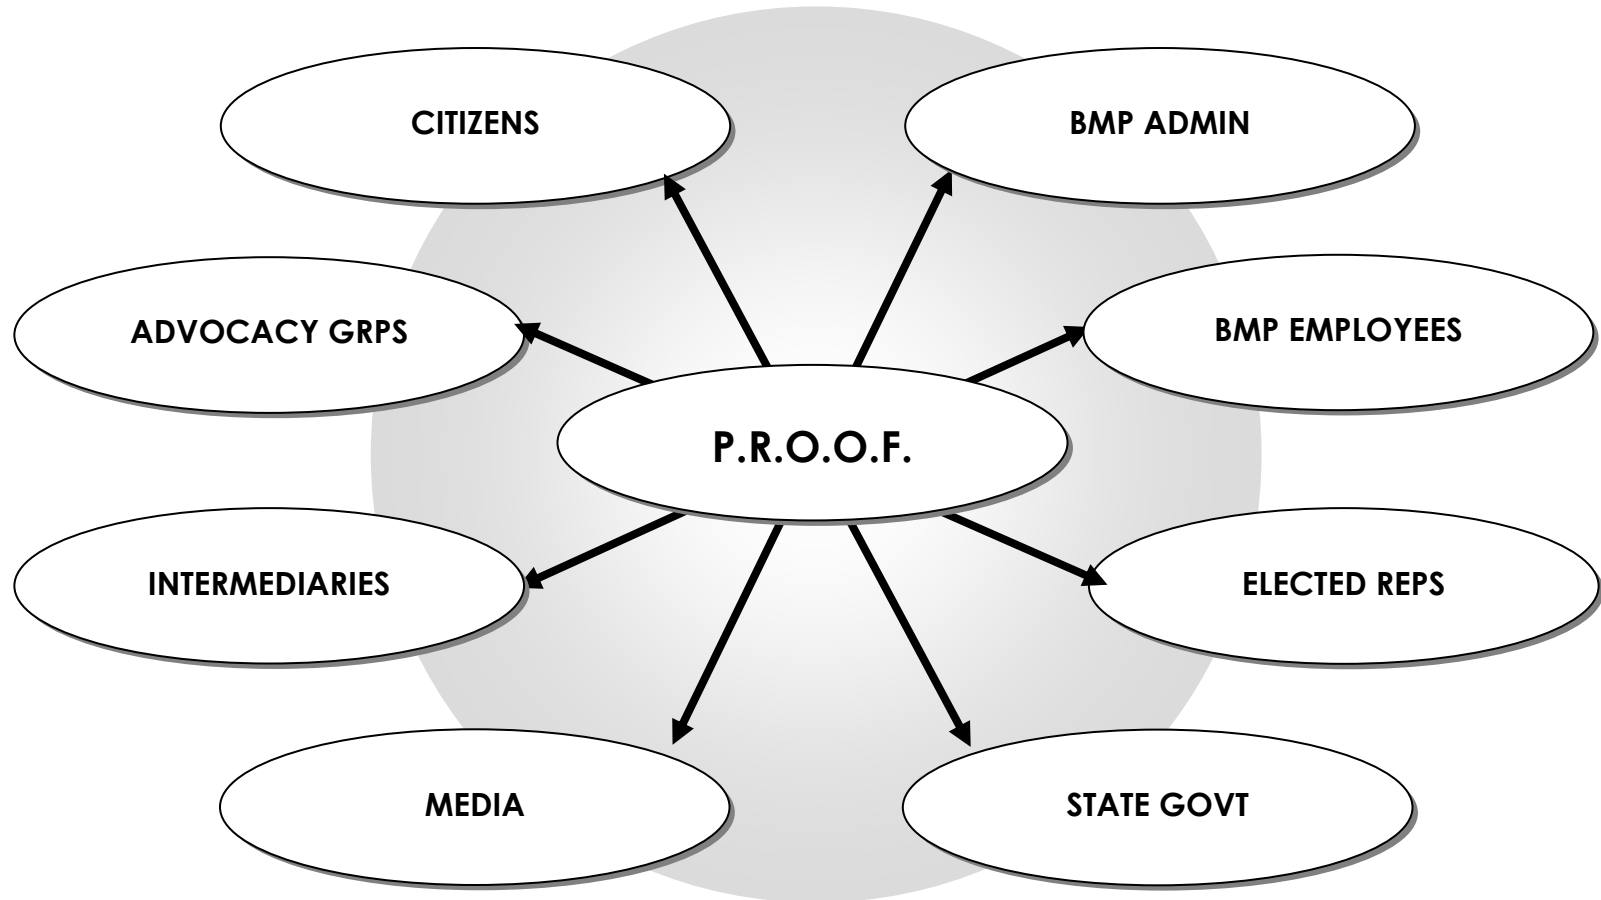 CITIZENS
BMP ADMIN
ADVOCACY GRPS
BMP EMPLOYEES
P.R.O.O.F.
INTERMEDIARIES
ELECTED REPS
MEDIA
STATE GOVT